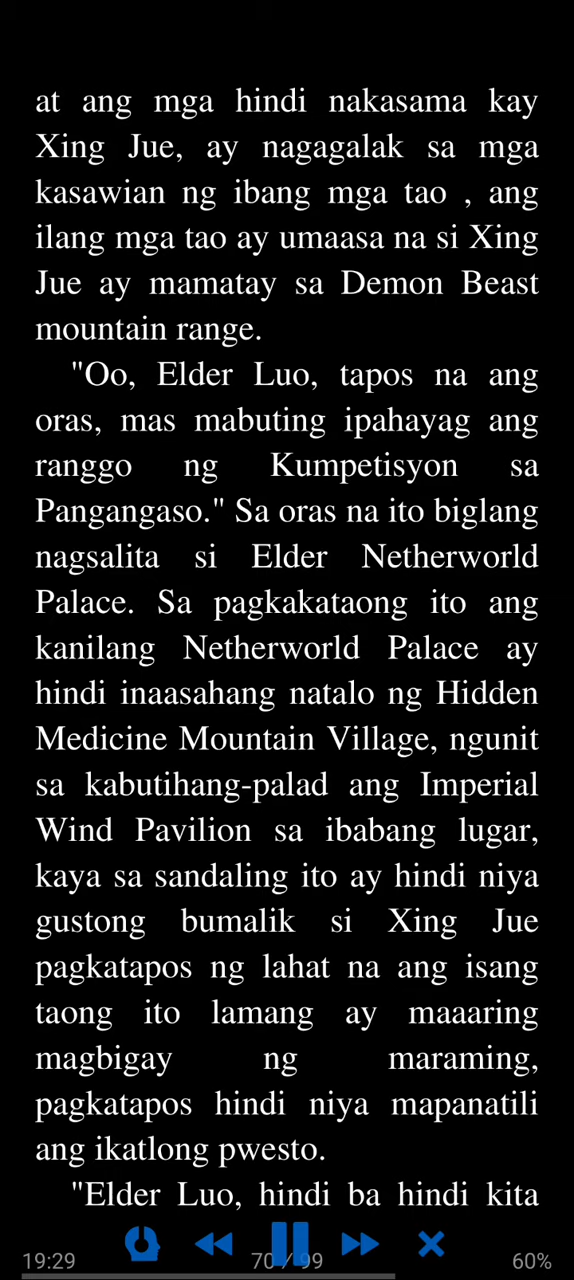 at ang mga hindi nakasama kay
Xing Jue, ay nagagalak sa mga
kasawian ng ibang mga tao , ang
ilang mga tao ay umaasa na si Xing
Jue ay mamatay sa Demon Beast
mountain range.
"Oo, Elder Luo, tapos na ang
oras, mas mabuting ipahayag ang
ranggo ng Kumpetisyon sa
Pangangaso." Sa oras na ito biglang
nagsalita si Elder Netherworld
Palace. Sa pagkakataong ito ang
kanilang Netherworld Palace ay
hindi inaasahang natalo ng Hidden
Medicine Mountain Village, ngunit
sa kabutihang-palad ang Imperial
Wind Pavilion sa ibabang lugar,
kaya sa sandaling ito ay hindi niya
gustong bumalik si Xing Jue
pagkatapos ng lahat na ang isang
taong ito lamang ay maaaring
magbigay ng maraming,
pagkatapos hindi niya mapanatili
ang ikatlong pwesto.
"Elder Luo, hindi ba hindi kita
19:29 70 / 99 60%